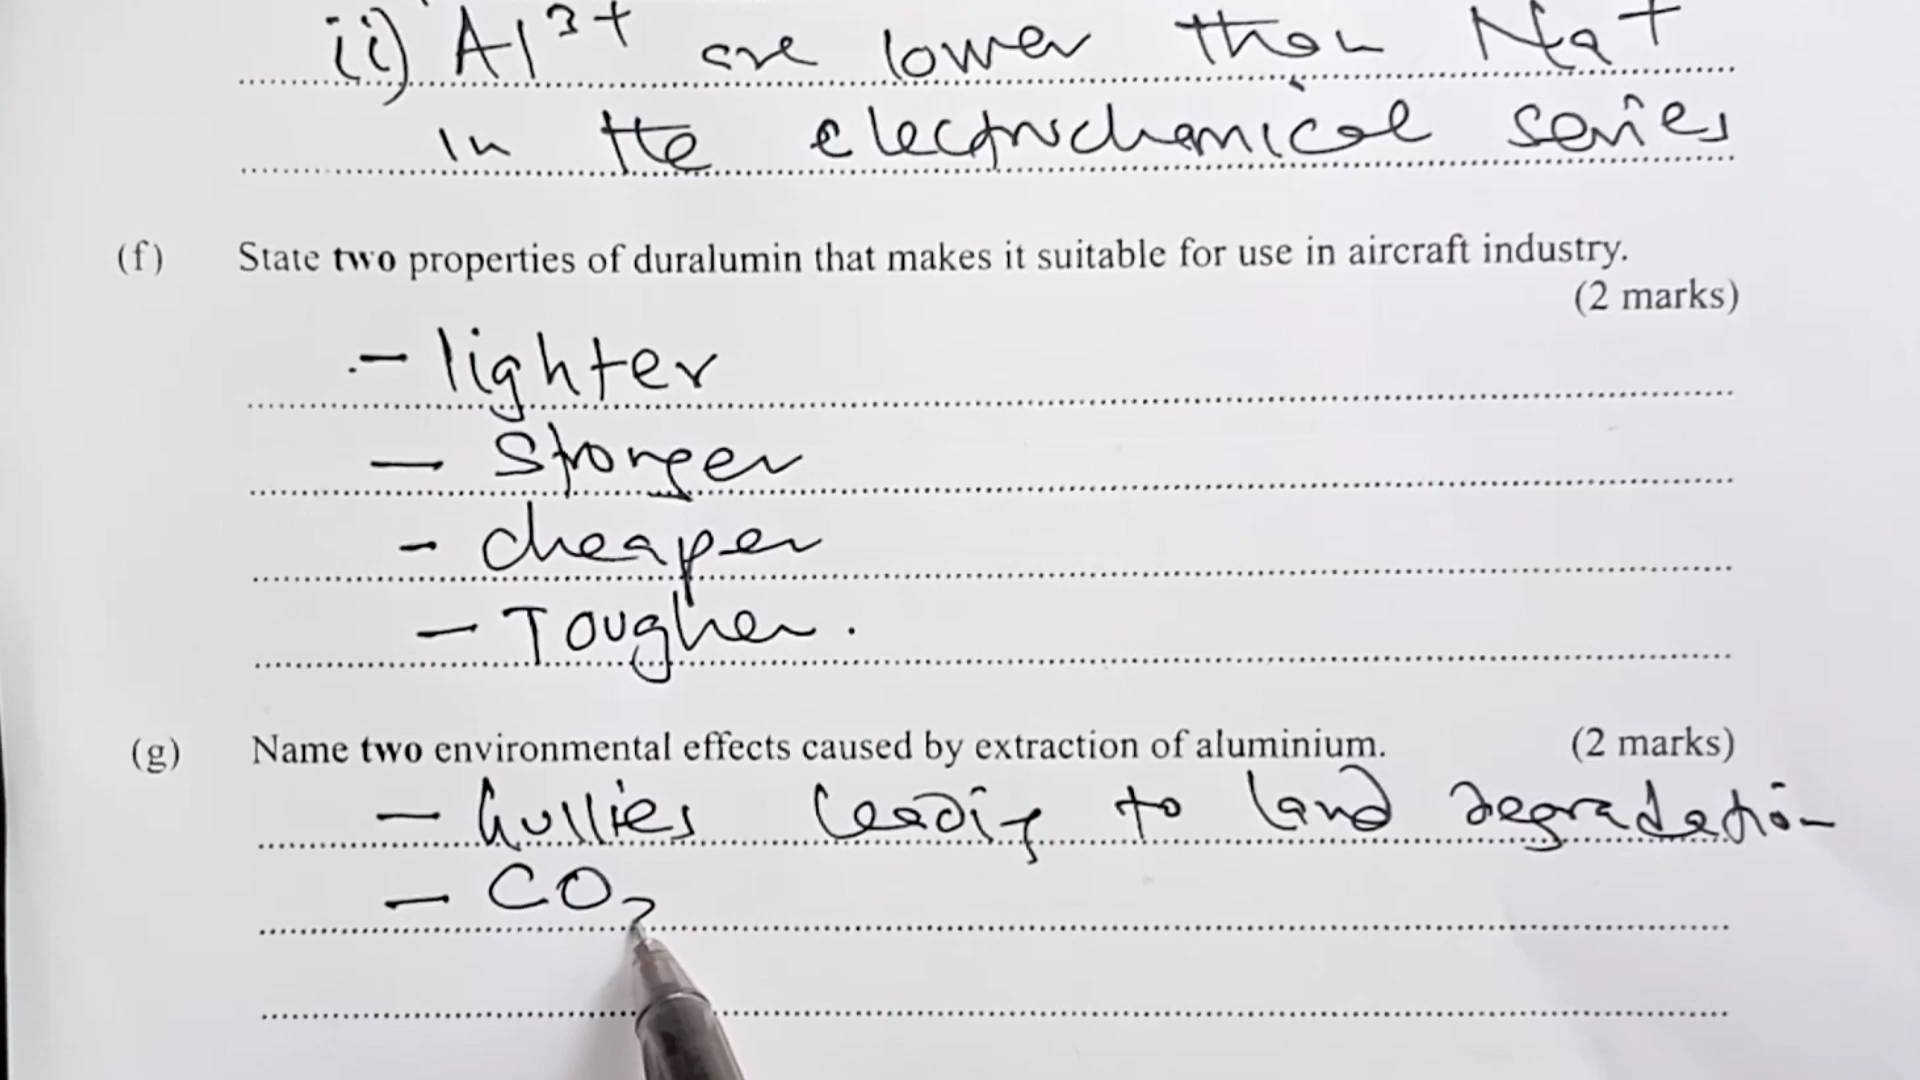 ii) Al³⁺ are lower than Na⁺
in the electrochemical series
(f) State two properties of duralumin that makes it suitable for use in aircraft industry.
(2 marks)
- lighter
- Stronger
- cheaper
- Tougher.
(g) Name two environmental effects caused by extraction of aluminium. (2 marks)
- Gullies leading to land degradation
- CO₂